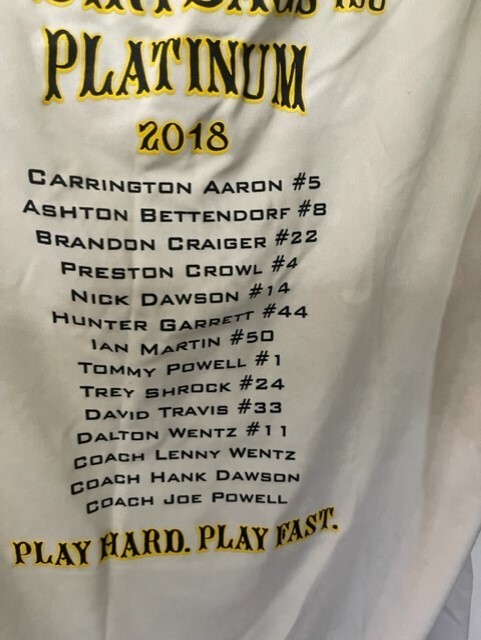 PLATINUM
2018
CARRINGTON AARON #5
ASHTON BETTENDORF #8
BRANDON CRAIGER #22
PRESTON CROWL #4
NICK DAWSON #14
HUNTER GARRETT #44
IAN MARTIN #50
TOMMY POWELL #1
TREY SHROCK #24
DAVID TRAVIS #33
DALTON WENTZ #11
COACH LENNY WENTZ
COACH HANK DAWSON
COACH JOE POWELL
PLAY HARD. PLAY FAST.